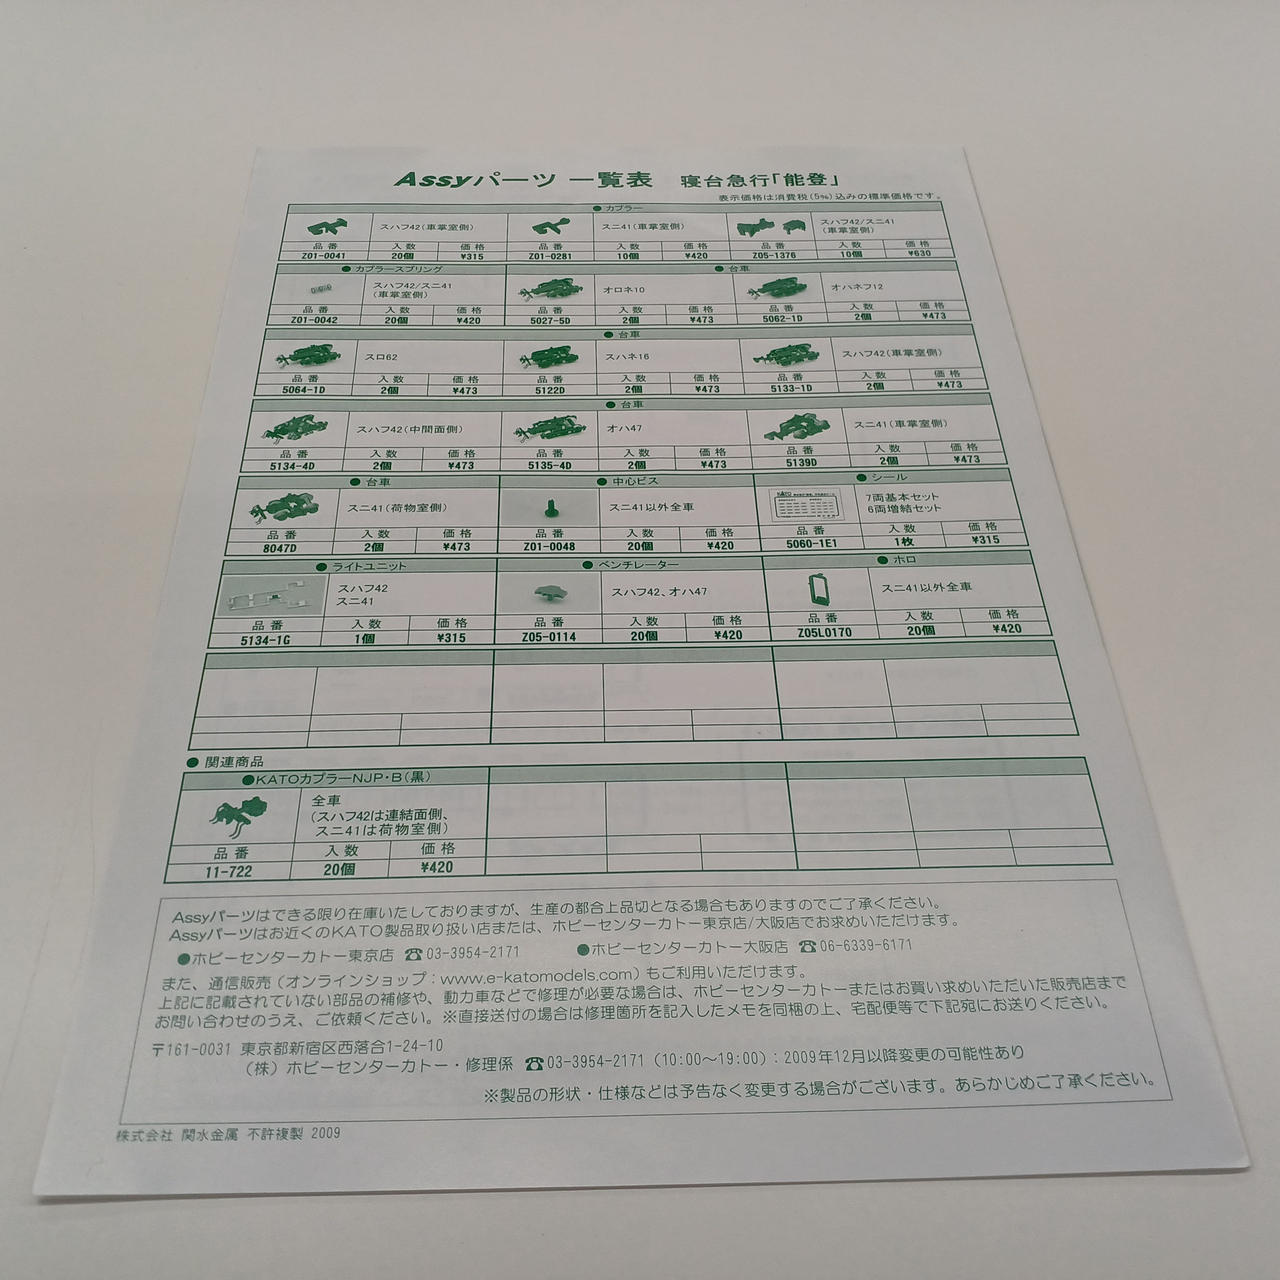 Assyパーツ 一覧表 寝台急行「能登」
表示価格は消費税(5%)込みの標準価格です。
●カプラー
スハフ42(車掌室側) スニ41(車掌室側) スハフ42/スニ41
(車掌室側)
品番 入数 価格 品番 入数 価格 品番 入数 価格
Z01-0041 20個 ¥315 Z01-0281 10個 ¥420 Z05-1376 10個 ¥630
●カプラースプリング ●台車
スハフ42/スニ41
(車掌室側) オロネ10 オハネフ12
品番 入数 価格 品番 入数 価格 品番 入数 価格
Z01-0042 20個 ¥420 5027-5D 2個 ¥473 5062-1D 2個 ¥473
●台車
スロ62 スハネ16 スハフ42(車掌室側)
品番 入数 価格 品番 入数 価格 品番 入数 価格
5064-1D 2個 ¥473 5122D 2個 ¥473 5133-1D 2個 ¥473
●台車
スハフ42(中間面側) オハ47 スニ41(車掌室側)
品番 入数 価格 品番 入数 価格 品番 入数 価格
5134-4D 2個 ¥473 5135-4D 2個 ¥473 5139D 2個 ¥473
●台車 ●中心ビス ●シール
スニ41(荷物室側) スニ41以外全車 7両基本セット
6両増結セット
KATO
品番 入数 価格 品番 入数 価格 品番 入数 価格
8047D 2個 ¥473 Z01-0048 20個 ¥420 5060-1E1 1枚 ¥315
●ライトユニット ●ベンチレーター ●ホロ
スハフ42
スニ41 スハフ42、オハ47 スニ41以外全車
品番 入数 価格 品番 入数 価格 品番 入数 価格
5134-1G 1個 ¥315 Z05-0114 20個 ¥420 Z05L0170 20個 ¥420
●関連商品
●KATOカプラーNJP・B(黒)
全車
(スハフ42は連結面側、
スニ41は荷物室側)
品番 入数 価格
11-722 20個 ¥420
Assyパーツはできる限り在庫いたしておりますが、生産の都合上品切となる場合もありますのでご了承ください。
Assyパーツはお近くのKATO製品取り扱い店または、ホビーセンターカトー東京店/大阪店でお求めいただけます。
●ホビーセンターカトー東京店 ☎03-3954-2171 ●ホビーセンターカトー大阪店 ☎06-6339-6171
また、通信販売(オンラインショップ:www.e-katomodels.com)もご利用いただけます。
上記に記載されていない部品の補修や、動力車などで修理が必要な場合は、ホビーセンターカトーまたはお買い求めいただいた販売店まで
お問い合わせのうえ、ご依頼ください。※直接送付の場合は修理箇所を記入したメモを同梱の上、宅配便等で下記宛にお送りください。
〒161-0031 東京都新宿区西落合1-24-10
(株)ホビーセンターカトー・修理係 ☎03-3954-2171(10:00～19:00):2009年12月以降変更の可能性あり
※製品の形状・仕様などは予告なく変更する場合がございます。あらかじめご了承ください。
株式会社 関水金属 不許複製 2009